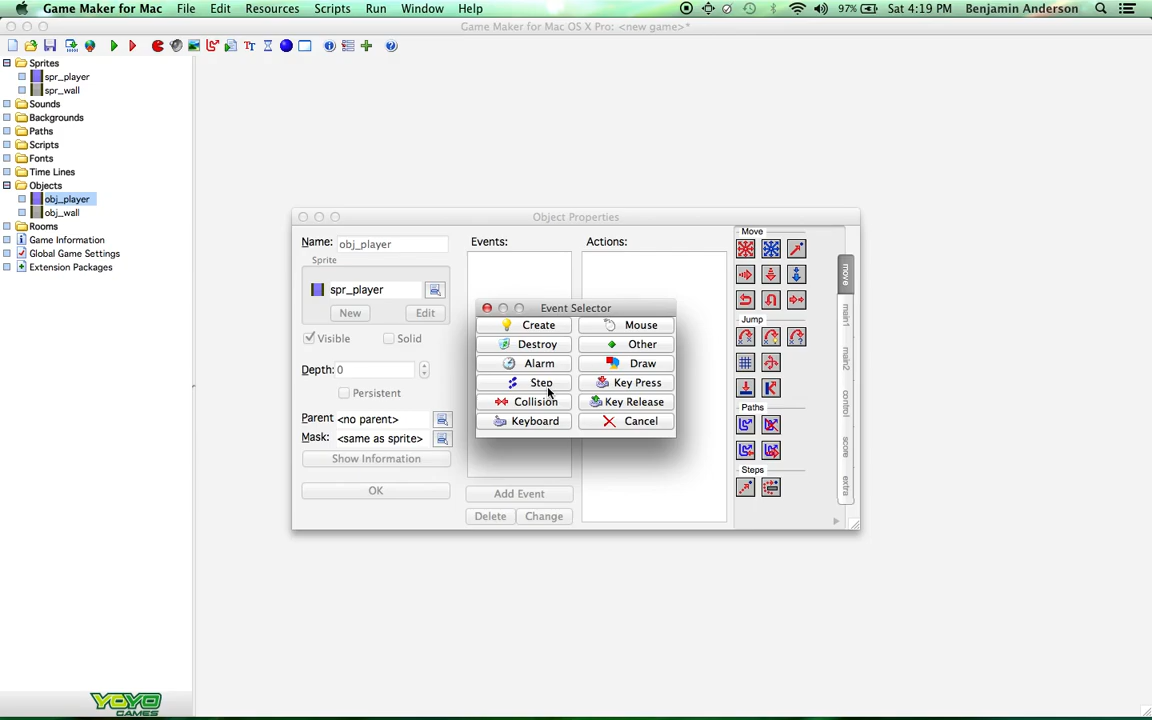 Game Maker for Mac File Edit Resources Scripts Run Window Help 97% Sat 4:19 PM Benjamin Anderson
Game Maker for Mac OS X Pro: <new game>*
Sprites
spr_player
spr_wall
Sounds
Backgrounds
Paths
Scripts
Fonts
Time Lines
Objects
obj_player
obj_wall
Rooms
Game Information
Global Game Settings
Extension Packages
YOYO
GAMES
Object Properties
Name: obj_player
Sprite
spr_player
New Edit
Visible Solid
Depth: 0
Persistent
Parent <no parent>
Mask: <same as sprite>
Show Information
OK
Events:
Add Event
Delete Change
Actions:
Event Selector
Create Mouse
Destroy Other
Alarm Draw
Step Key Press
Collision Key Release
Keyboard Cancel
Move
Jump
Paths
Steps
move
main1
main2
control
score
extra